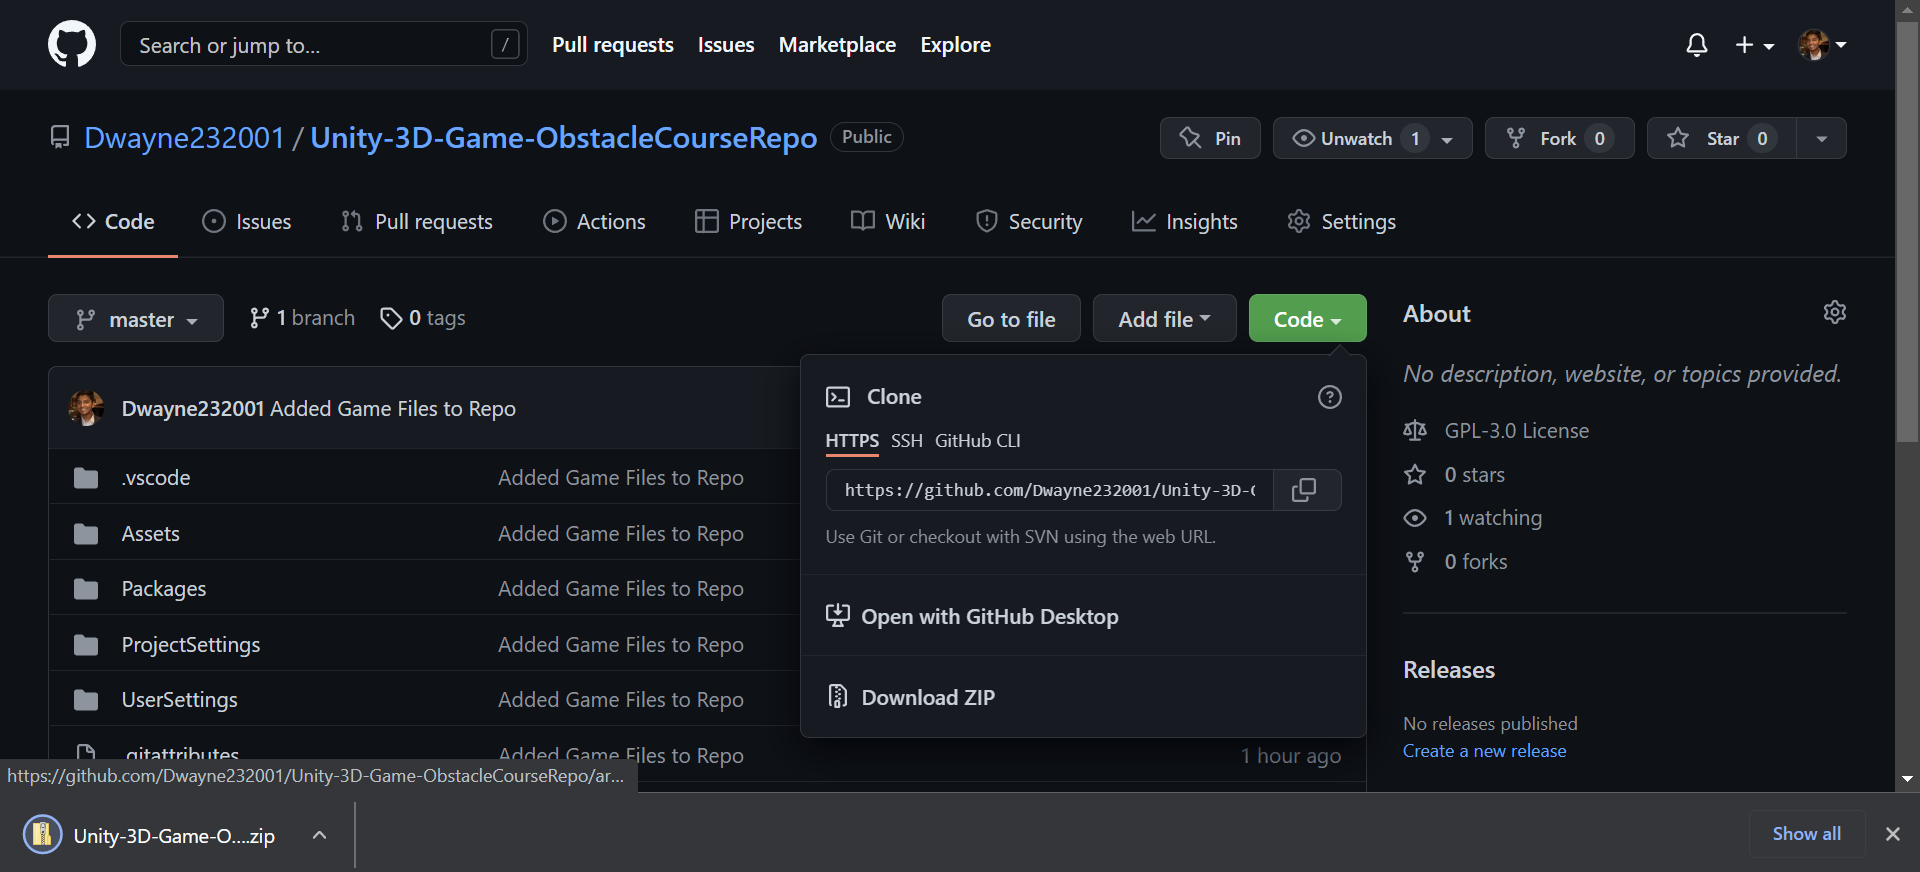 Search or jump to... /
Pull requests Issues Marketplace Explore
Dwayne232001 / Unity-3D-Game-ObstacleCourseRepo Public
Pin Unwatch 1 Fork 0 Star 0
Code Issues Pull requests Actions Projects Wiki Security Insights Settings
master 1 branch 0 tags
Go to file Add file Code
Dwayne232001 Added Game Files to Repo
.vscode Added Game Files to Repo
Assets Added Game Files to Repo
Packages Added Game Files to Repo
ProjectSettings Added Game Files to Repo
UserSettings Added Game Files to Repo
.gitattributes Added Game Files to Repo 1 hour ago
Clone
HTTPS SSH GitHub CLI
https://github.com/Dwayne232001/Unity-3D-
Use Git or checkout with SVN using the web URL.
Open with GitHub Desktop
Download ZIP
About
No description, website, or topics provided.
GPL-3.0 License
0 stars
1 watching
0 forks
Releases
No releases published
Create a new release
https://github.com/Dwayne232001/Unity-3D-Game-ObstacleCourseRepo/ar...
Unity-3D-Game-O....zip
Show all